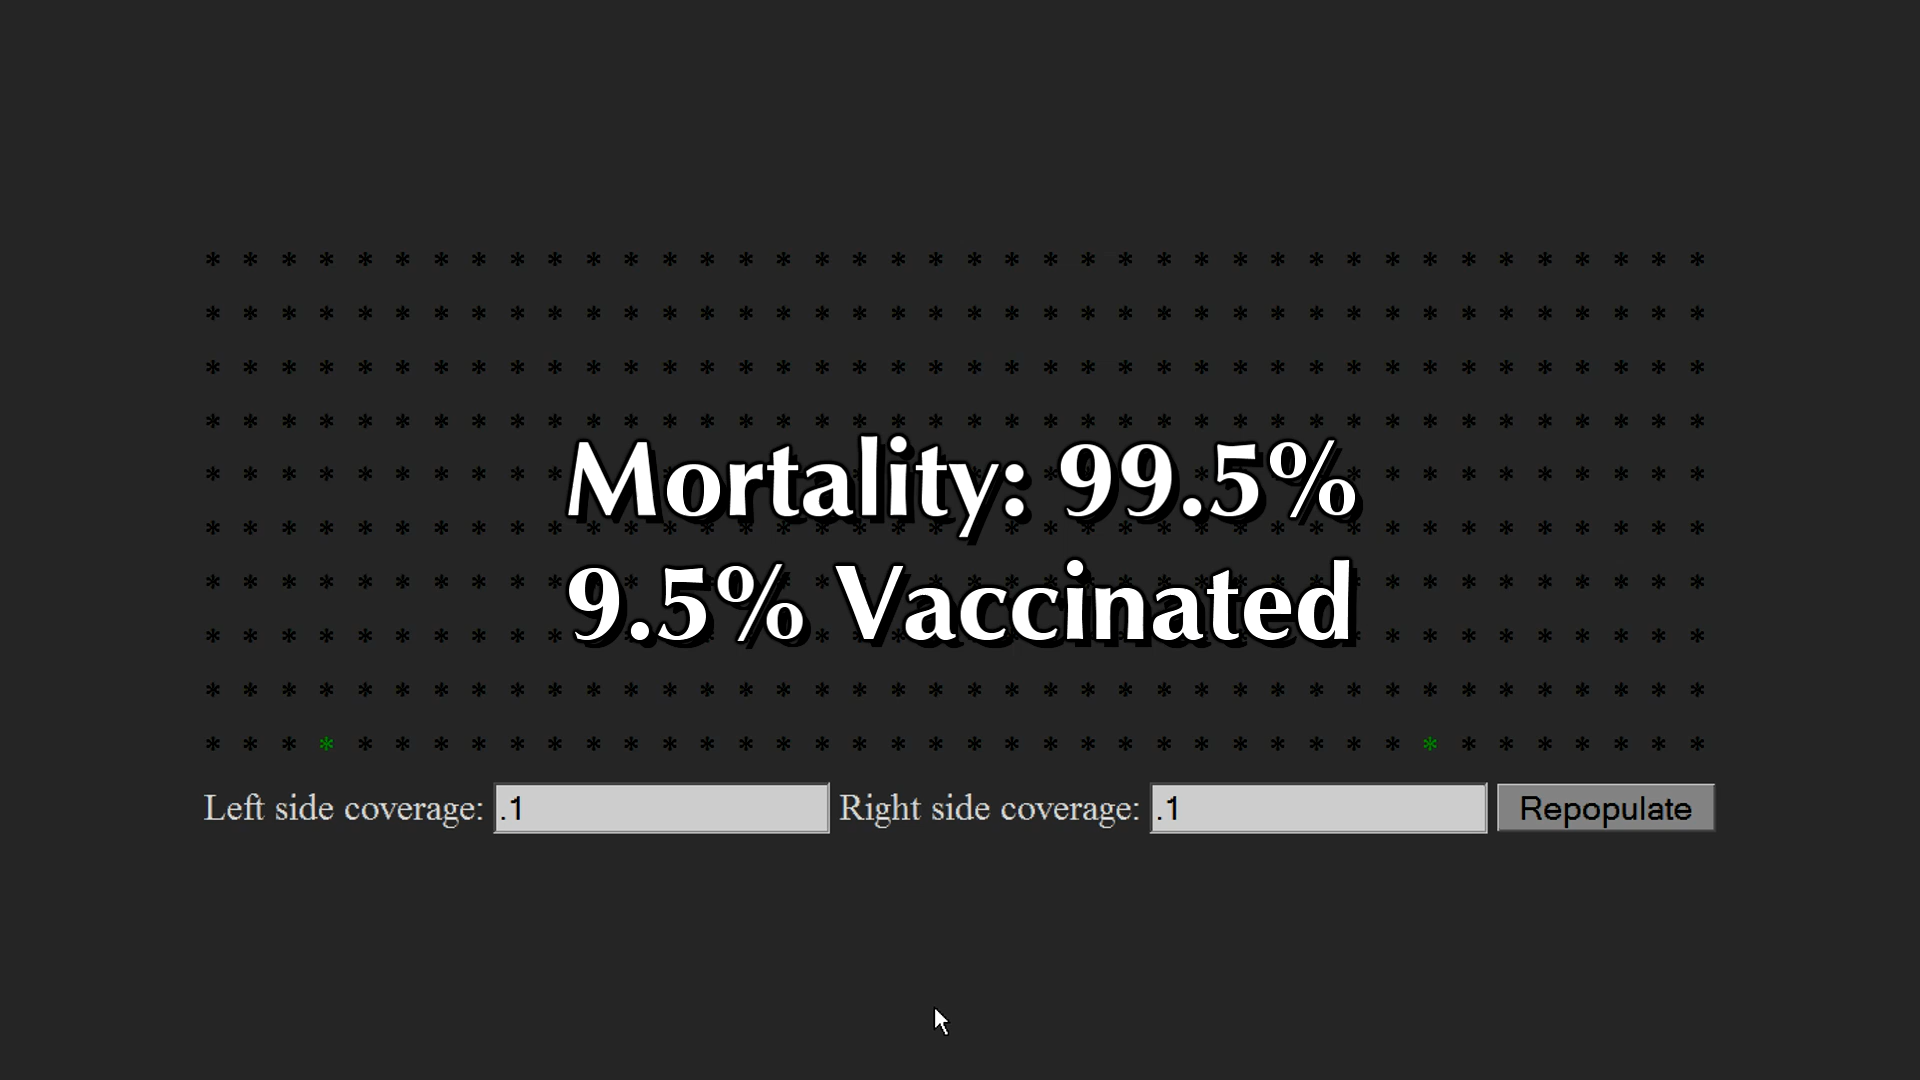 * * * * * * * * * * * * * * * * * * * * * * * * * * * * * * * * * * * * * * * *
* * * * * * * * * * * * * * * * * * * * * * * * * * * * * * * * * * * * * * * *
* * * * * * * * * * * * * * * * * * * * * * * * * * * * * * * * * * * * * * * *
* * * * * * * * * * * * * * * * * * * * * * * * * * * * * * * * * * * * * * * *
Mortality: 99.5%
9.5% Vaccinated
* * * * * * * * * * * * * * * * * * * * * * * * * * * * * * * * * * * * * * * *
* * * * * * * * * * * * * * * * * * * * * * * * * * * * * * * * * * * * * * * *
Left side coverage: .1 Right side coverage: .1 Repopulate